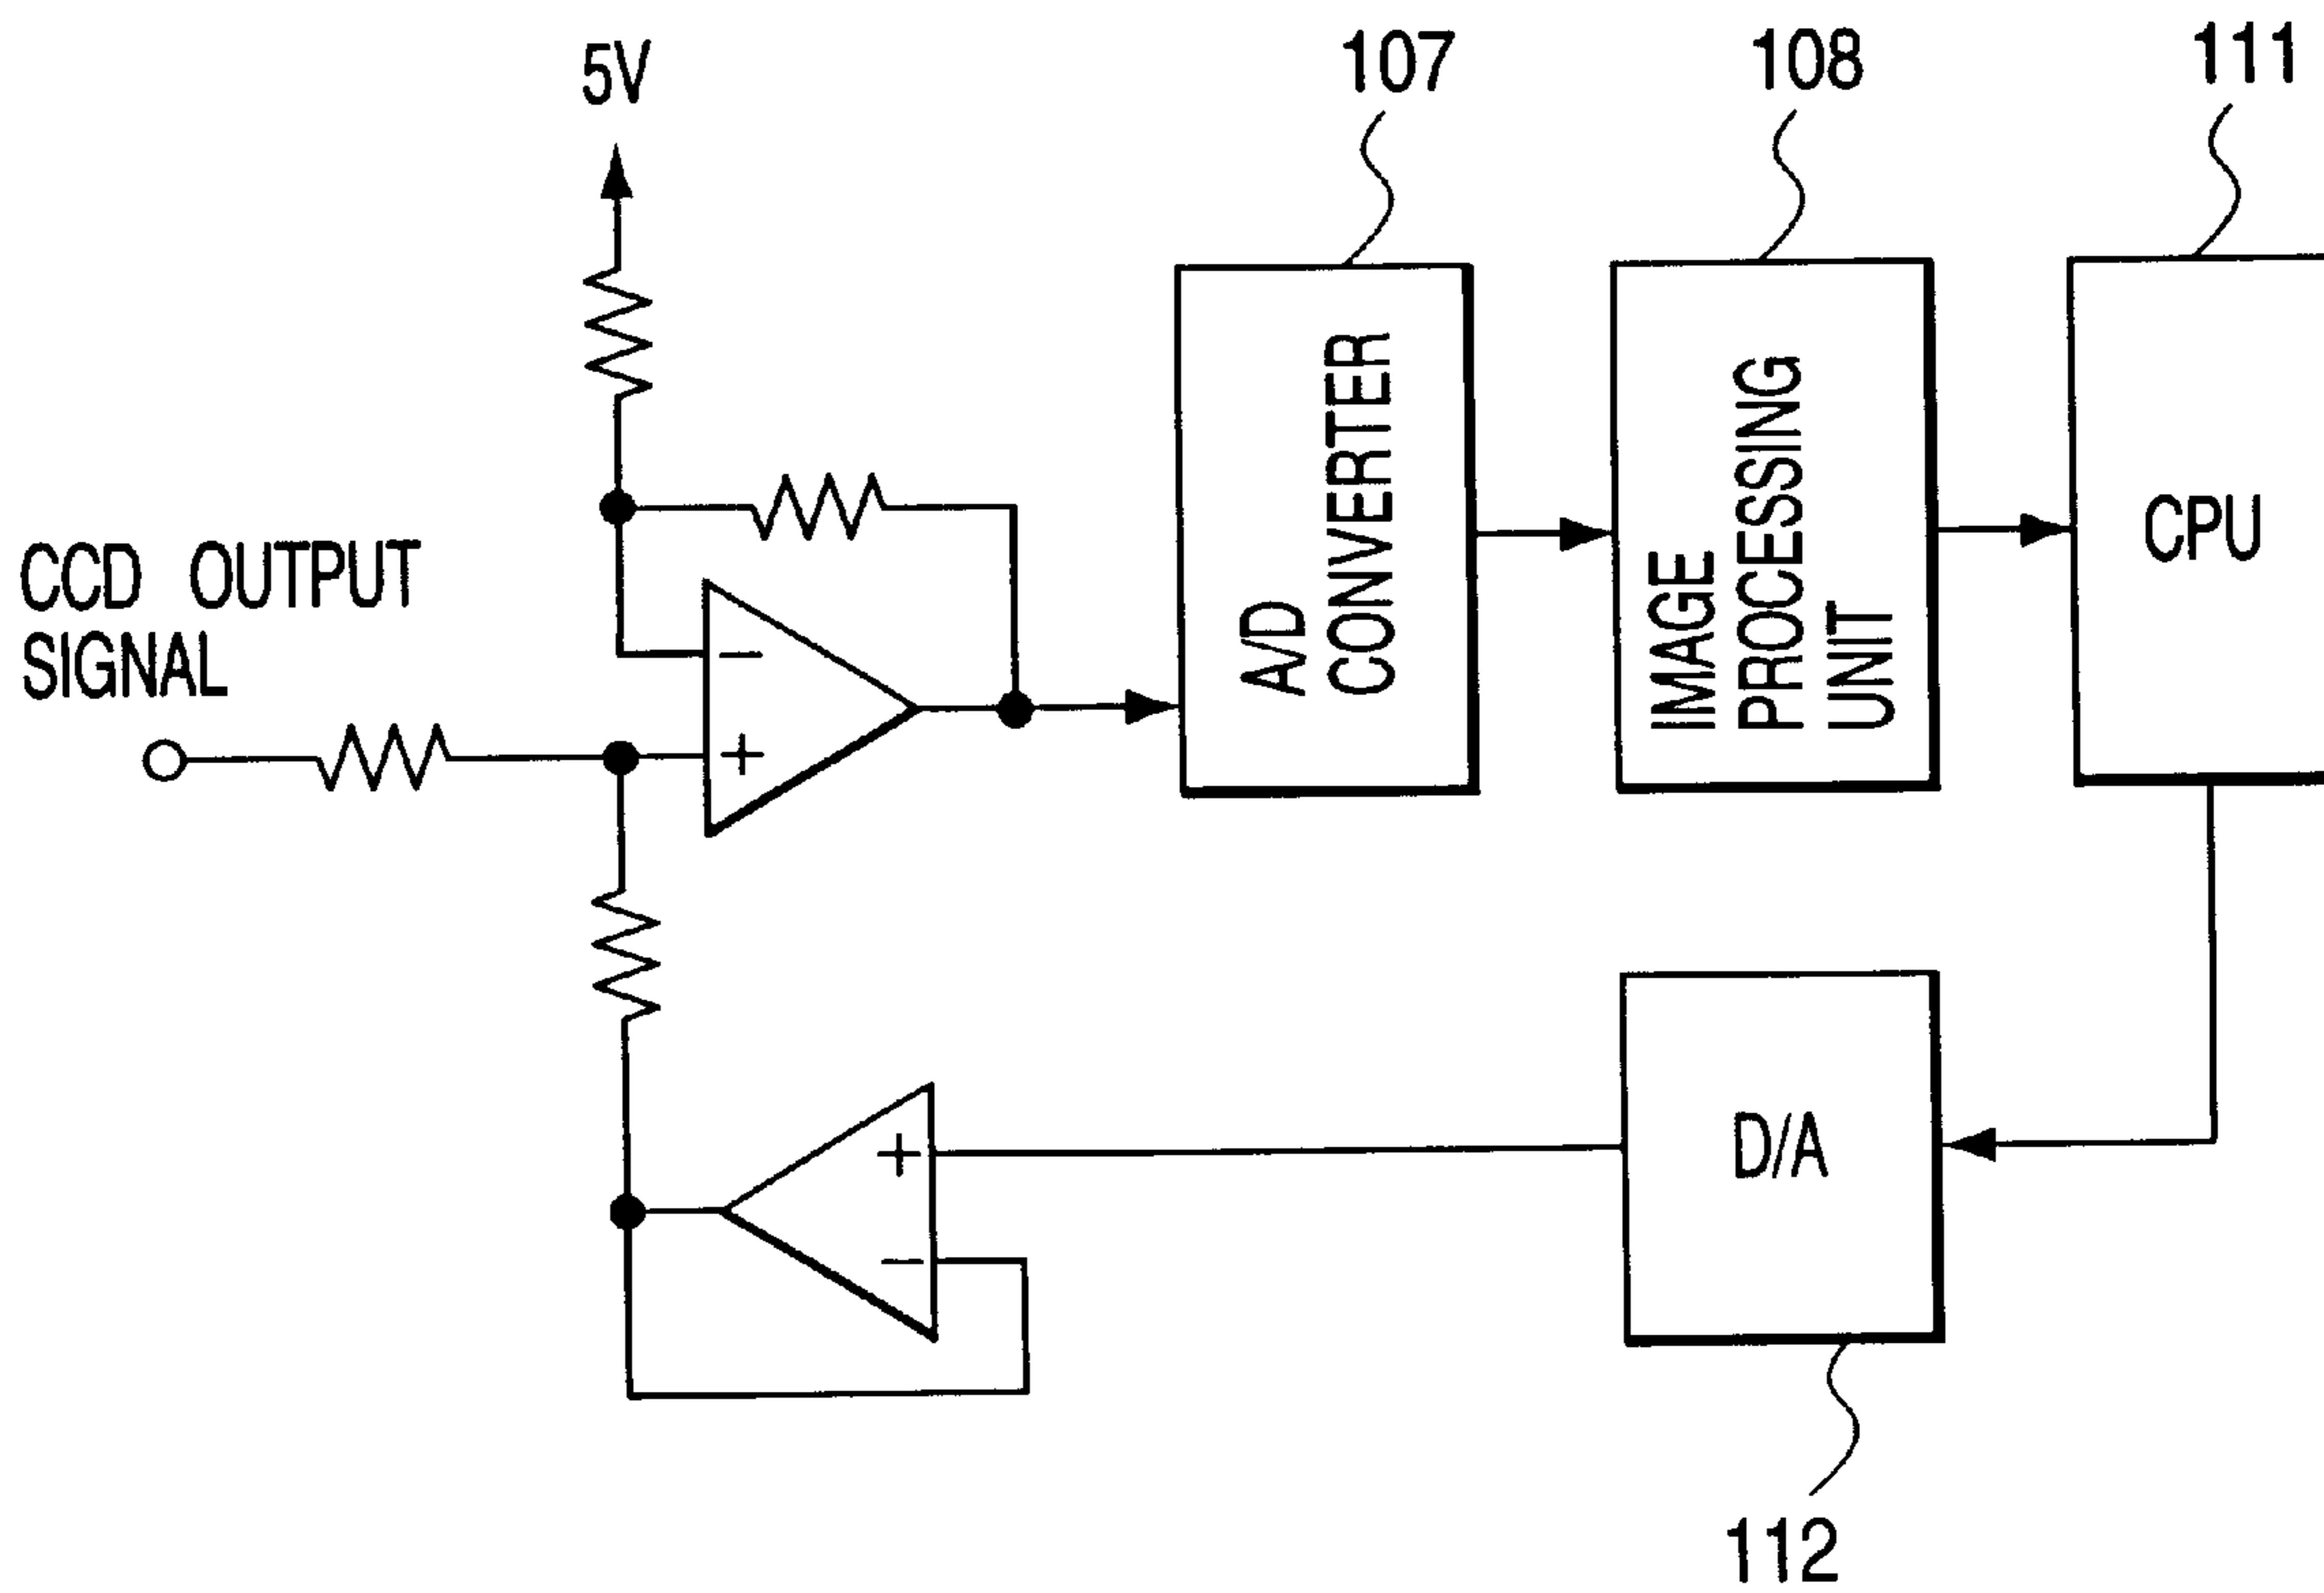 5V
107
108
111
CCD OUTPUT
SIGNAL
A/D
CONVERTER
IMAGE
PROCESSING
UNIT
CPU
−
+
D/A
+
−
112